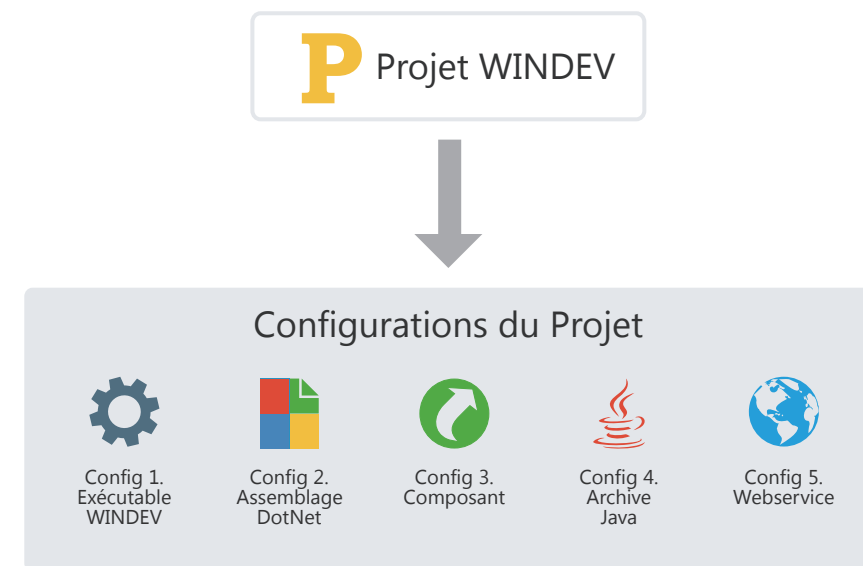 P Projet WINDEV
Configurations du Projet
Config 1.
Exécutable
WINDEV
Config 2.
Assemblage
DotNet
Config 3.
Composant
Config 4.
Archive
Java
Config 5.
Webservice